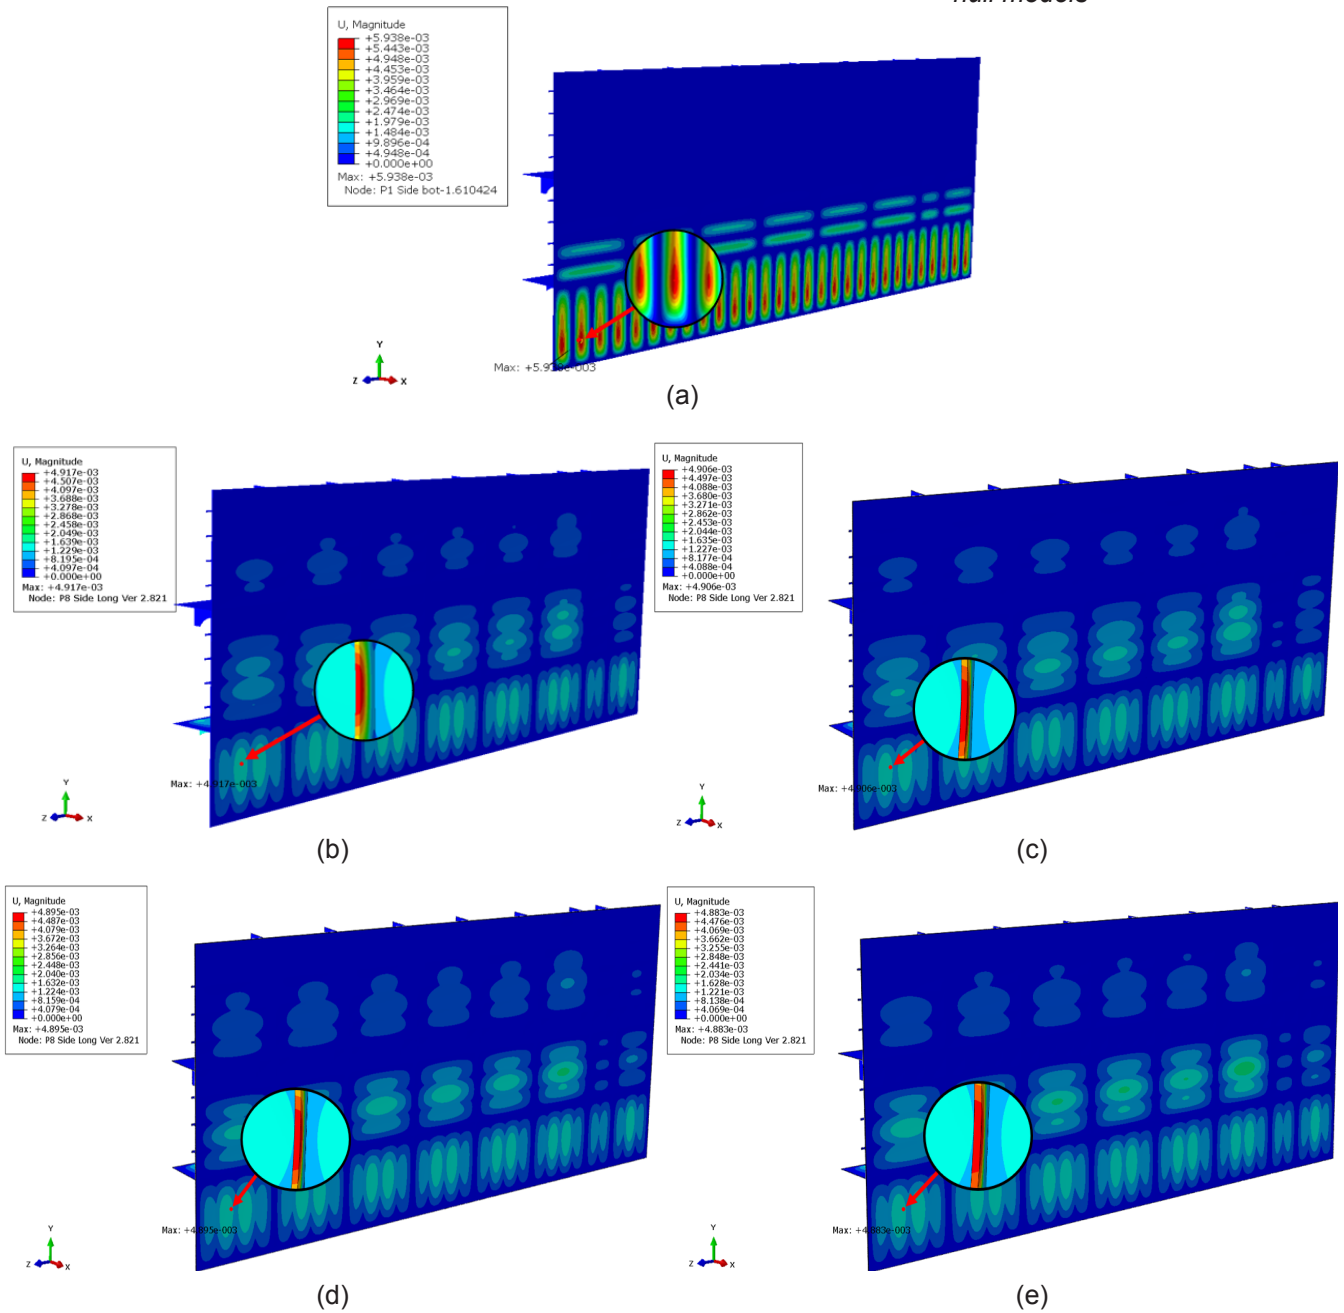 hull models
U, Magnitude
+5.938e-03
+5.443e-03
+4.948e-03
+4.453e-03
+3.959e-03
+3.464e-03
+2.969e-03
+2.474e-03
+1.979e-03
+1.484e-03
+9.896e-04
+4.948e-04
+0.000e+00
Max: +5.938e-03
Node: P1 Side bot-1.610424
Y
Z
X
(a)
U, Magnitude
+4.917e-03
+4.507e-03
+4.097e-03
+3.688e-03
+3.278e-03
+2.868e-03
+2.458e-03
+2.049e-03
+1.639e-03
+1.229e-03
+8.195e-04
+4.097e-04
+0.000e+00
Max: +4.917e-03
Node: P8 Side Long Ver 2.821
Max: +4.917e-003
Y
Z
X
(b)
U, Magnitude
+4.906e-03
+4.497e-03
+4.088e-03
+3.680e-03
+3.271e-03
+2.862e-03
+2.453e-03
+2.044e-03
+1.635e-03
+1.227e-03
+8.177e-04
+4.088e-04
+0.000e+00
Max: +4.906e-03
Node: P8 Side Long Ver 2.821
Max: +4.906e-003
Y
Z
X
(c)
U, Magnitude
+4.895e-03
+4.487e-03
+4.079e-03
+3.672e-03
+3.264e-03
+2.856e-03
+2.448e-03
+2.040e-03
+1.632e-03
+1.224e-03
+8.159e-04
+4.079e-04
+0.000e+00
Max: +4.895e-03
Node: P8 Side Long Ver 2.821
Max: +4.895e-003
Y
Z
X
(d)
U, Magnitude
+4.883e-03
+4.476e-03
+4.069e-03
+3.662e-03
+3.255e-03
+2.848e-03
+2.441e-03
+2.034e-03
+1.628e-03
+1.221e-03
+8.138e-04
+4.069e-04
+0.000e+00
Max: +4.883e-03
Node: P8 Side Long Ver 2.821
Max: +4.883e-003
Y
Z
X
(e)